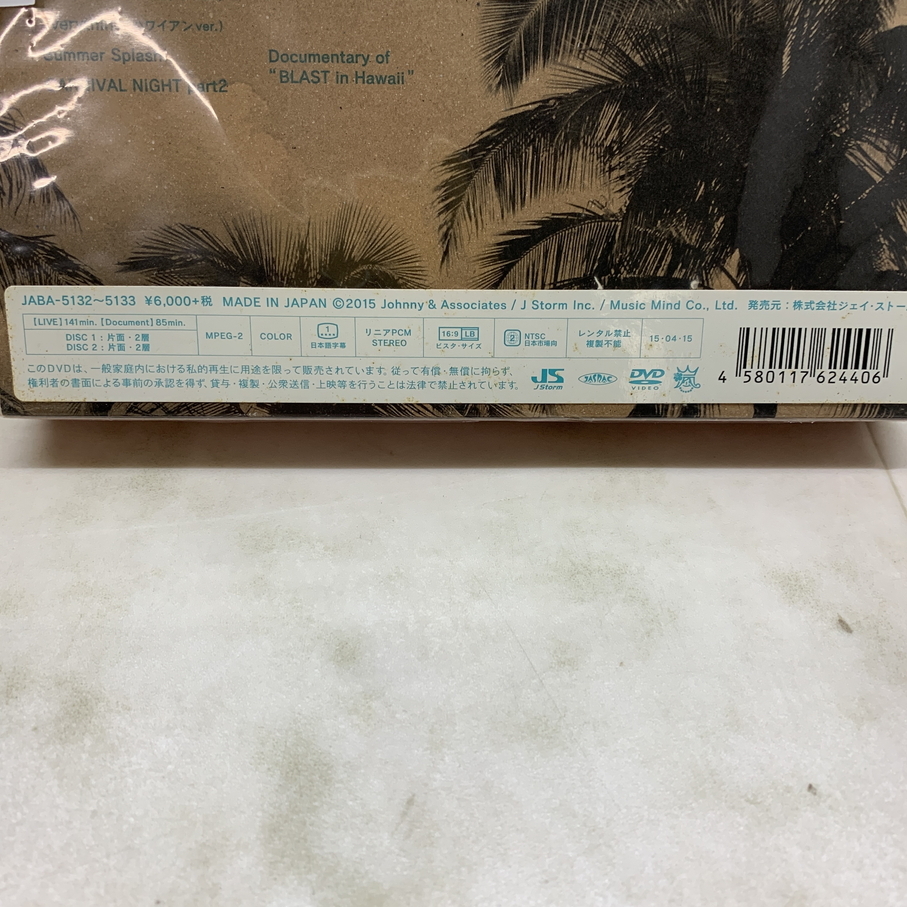 ワイアンver.)
Summer Splash
CARNIVAL NIGHT part2
Documentary of
"BLAST in Hawaii"
JABA-5132~5133 ¥6,000+税 MADE IN JAPAN ©2015 Johnny & Associates / J Storm Inc. / Music Mind Co., Ltd. 発売元：株式会社ジェイ・ストー
[LIVE]141min. [Document]85min.
DISC 1：片面・2層
DISC 2：片面・2層
MPEG-2
COLOR
1
日本語字幕
リニアPCM
STEREO
16:9 LB
ビスタ・サイズ
2
NTSC
日本市場向
レンタル禁止
複製不能
15・04・15
このDVDは、一般家庭内における私的再生に用途を限って販売されています。従って有償・無償に拘らず、
権利者の書面による事前の承認を得ず、貸与・複製・公衆送信・上映等を行うことは法律で禁止されています。
JS
J Storm
JASRAC
DVD
VIDEO
4 580117 624406